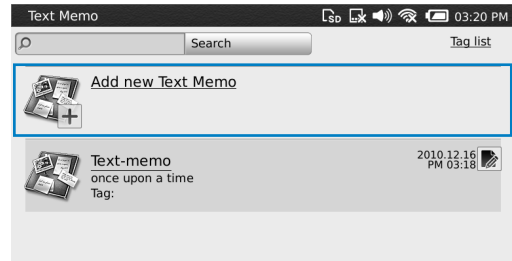 Text Memo SD 03:20 PM
Search Tag list
Add new Text Memo
Text-memo 2010.12.16
once upon a time PM 03:18
Tag: